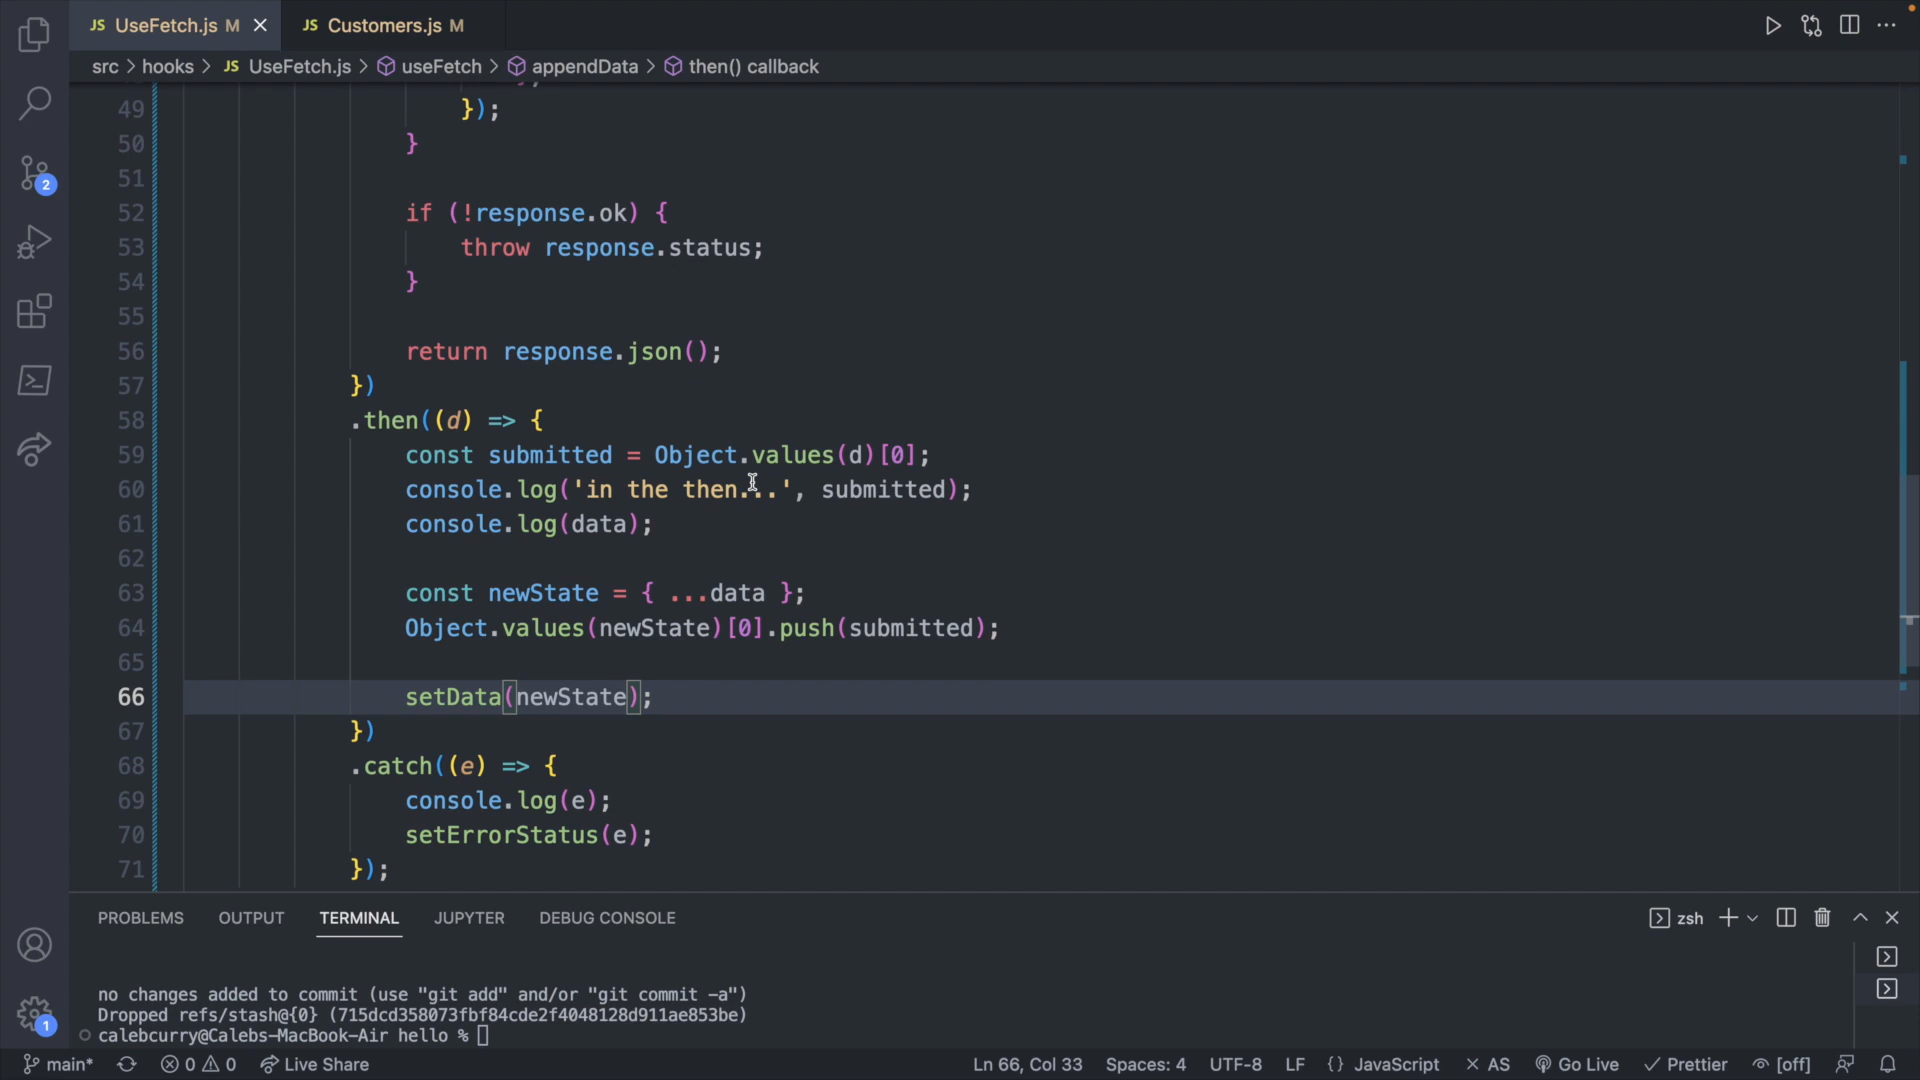 JS UseFetch.js M
JS Customers.js M
src > hooks > JS UseFetch.js > useFetch > appendData > then() callback
49 });
50 }
51
52 if (!response.ok) {
53 throw response.status;
54 }
55
56 return response.json();
57 })
58 .then((d) => {
59 const submitted = Object.values(d)[0];
60 console.log('in the then...', submitted);
61 console.log(data);
62
63 const newState = { ...data };
64 Object.values(newState)[0].push(submitted);
65
66 setData(newState);
67 })
68 .catch((e) => {
69 console.log(e);
70 setErrorStatus(e);
71 });
2
1
PROBLEMS OUTPUT TERMINAL JUPYTER DEBUG CONSOLE
zsh
no changes added to commit (use "git add" and/or "git commit -a")
Dropped refs/stash@{0} (715dcd358073fbf84cde2f4048128d911ae853be)
calebcurry@Calebs-MacBook-Air hello %
main* 0 0 Live Share Ln 66, Col 33 Spaces: 4 UTF-8 LF {} JavaScript AS Go Live Prettier [off]